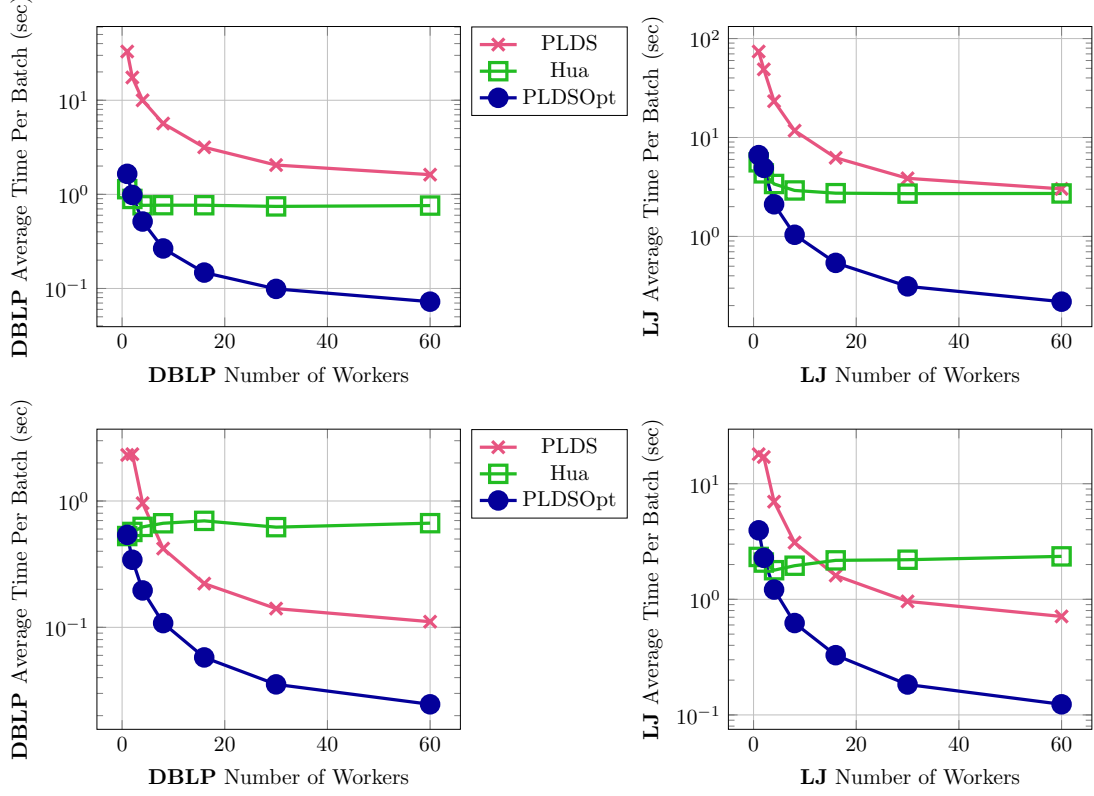 DBLP Average Time Per Batch (sec)
10^1
10^0
10^−1
0 20 40 60
DBLP Number of Workers
PLDS
Hua
PLDSOpt
LJ Average Time Per Batch (sec)
10^2
10^1
10^0
0 20 40 60
LJ Number of Workers
DBLP Average Time Per Batch (sec)
10^0
10^−1
0 20 40 60
DBLP Number of Workers
PLDS
Hua
PLDSOpt
LJ Average Time Per Batch (sec)
10^1
10^0
10^−1
0 20 40 60
LJ Number of Workers